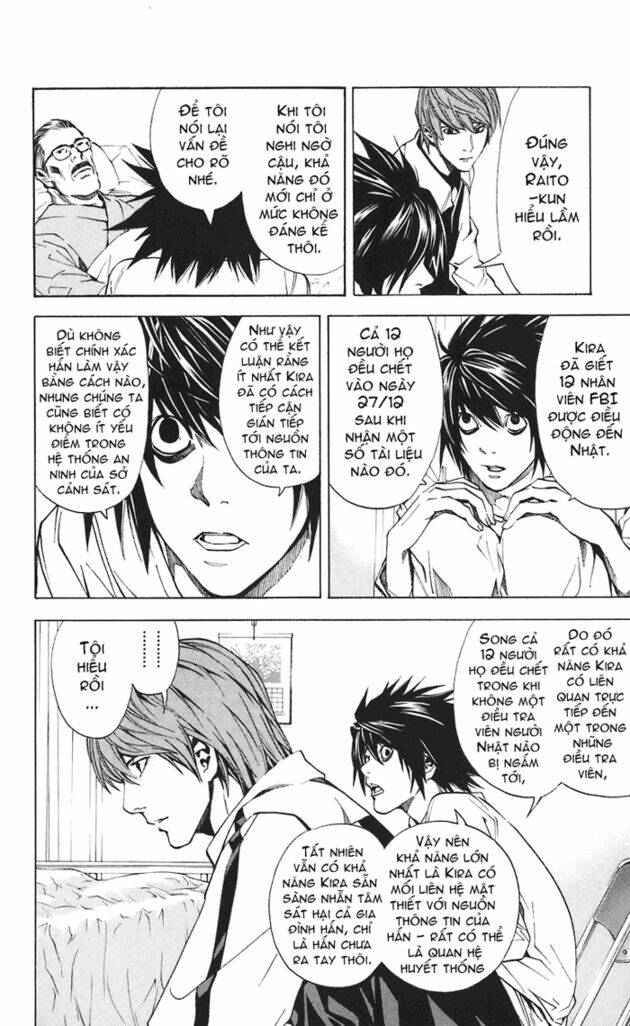 ĐÚNG
VẬY,
RAITO
-KUN
HIỂU LẦM
RỒI.
KHI TÔI
NÓI TÔI
NGHI NGỜ
CẬU, KHẢ
NĂNG ĐÓ
MỚI CHỈ Ở
MỨC KHÔNG
ĐÁNG KỂ
THÔI.
ĐỂ TÔI
NÓI LẠI
VẤN ĐỀ
CHO RÕ
NHÉ.
KIRA
ĐÃ GIẾT
12 NHÂN
VIÊN FBI
ĐƯỢC ĐIỀU
ĐỘNG ĐẾN
NHẬT.
CẢ 12
NGƯỜI HỌ
ĐỀU CHẾT
VÀO NGÀY
27/12
SAU KHI
NHẬN MỘT
SỐ TÀI LIỆU
NÀO ĐÓ.
NHƯ VẬY
CÓ THỂ KẾT
LUẬN RẰNG
ÍT NHẤT KIRA
ĐÃ CÓ CÁCH
TIẾP CẬN
GIÁN TIẾP
TỚI NGUỒN
THÔNG TIN
CỦA TA.
DÙ KHÔNG
BIẾT CHÍNH XÁC
HẮN LÀM VẬY
BẰNG CÁCH NÀO,
NHƯNG CHÚNG TA
CŨNG BIẾT CÓ
KHÔNG ÍT YẾU
ĐIỂM TRONG
HỆ THỐNG AN
NINH CỦA SỞ
CẢNH SÁT.
DO ĐÓ
RẤT CÓ KHẢ
NĂNG KIRA
CÓ LIÊN
QUAN TRỰC
TIẾP ĐẾN
MỘT TRONG
NHỮNG
ĐIỀU TRA
VIÊN,
SONG CẢ
12 NGƯỜI
HỌ ĐỀU CHẾT
TRONG KHI
KHÔNG MỘT
ĐIỀU TRA
VIÊN NGƯỜI
NHẬT NÀO
BỊ NGẮM
TỚI,
VẬY NÊN
KHẢ NĂNG LỚN
NHẤT LÀ KIRA CÓ
MỐI LIÊN HỆ MẬT
THIẾT VỚI NGUỒN
THÔNG TIN CỦA
HẮN - RẤT CÓ THỂ
LÀ QUAN HỆ
HUYẾT THỐNG
TẤT NHIÊN
VẪN CÓ KHẢ
NĂNG KIRA SẴN
SÀNG NHẪN TÂM
SÁT HẠI CẢ GIA
ĐÌNH HẮN, CHỈ
LÀ HẮN CHƯA
RA TAY THÔI.
......
TÔI
HIỂU
RỒI
...